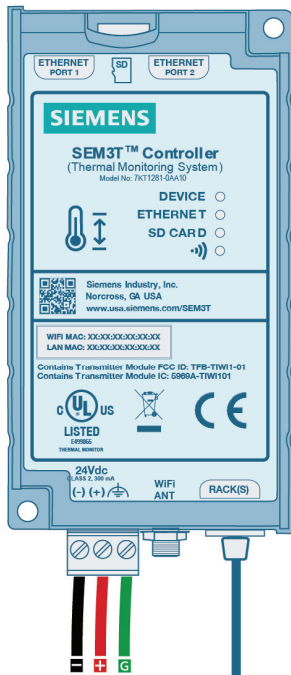 ETHERNET
PORT 1
SD
ETHERNET
PORT 2
SIEMENS
SEM3T™ Controller
(Thermal Monitoring System)
Model No: 7KT1281-0AA10
DEVICE
ETHERNET
SD CARD
Siemens Industry, Inc.
Norcross, GA USA
www.usa.siemens.com/SEM3T
WIFI MAC: XX:XX:XX:XX:XX:XX
LAN MAC: XX:XX:XX:XX:XX:XX
Contains Transmitter Module FCC ID: TFB-TIWI1-01
Contains Transmitter Module IC: 5969A-TIWI101
C UL US
LISTED
E499865
THERMAL MONITOR
CE
24Vdc
CLASS 2, 300 mA
(-) (+)
WiFi
ANT
RACK(S)
− + G